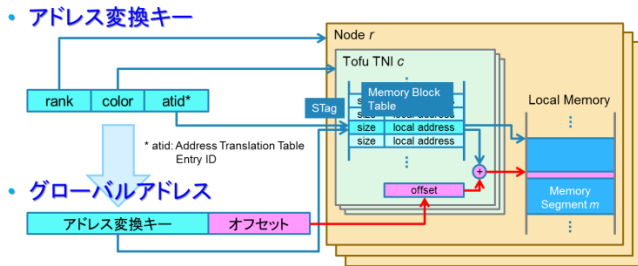 • アドレス変換キー
Node r
Tofu TNI c
rank color atid*
STag
Memory Block
Table
size local address
size local address
Local Memory
* atid: Address Translation Table
Entry ID
+
• グローバルアドレス
offset
Memory
Segment m
アドレス変換キー オフセット